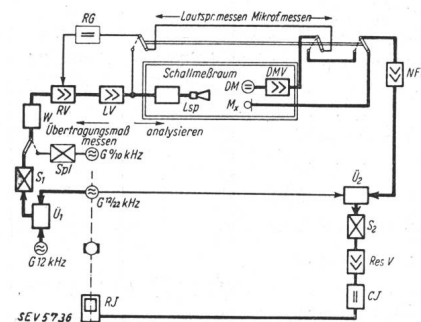 RG
Lautspr. messen Mikrof. messen
Schallmeßraum
DM
DMV
NF
W
RV
LV
Lsp
Mx
Übertragungsmaß
messen
analysieren
G 9/10 kHz
Spl
S1
Ü1
G 12/22 kHz
Ü2
S2
G 12 kHz
Res V
CJ
RJ
SEV 5736